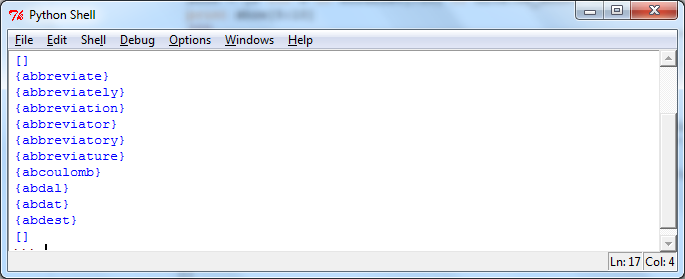 Python Shell
File Edit Shell Debug Options Windows Help
[]
{abbreviate}
{abbreviately}
{abbreviation}
{abbreviator}
{abbreviatory}
{abbreviature}
{abcoulomb}
{abdal}
{abdat}
{abdest}
[]
Ln: 17 Col: 4